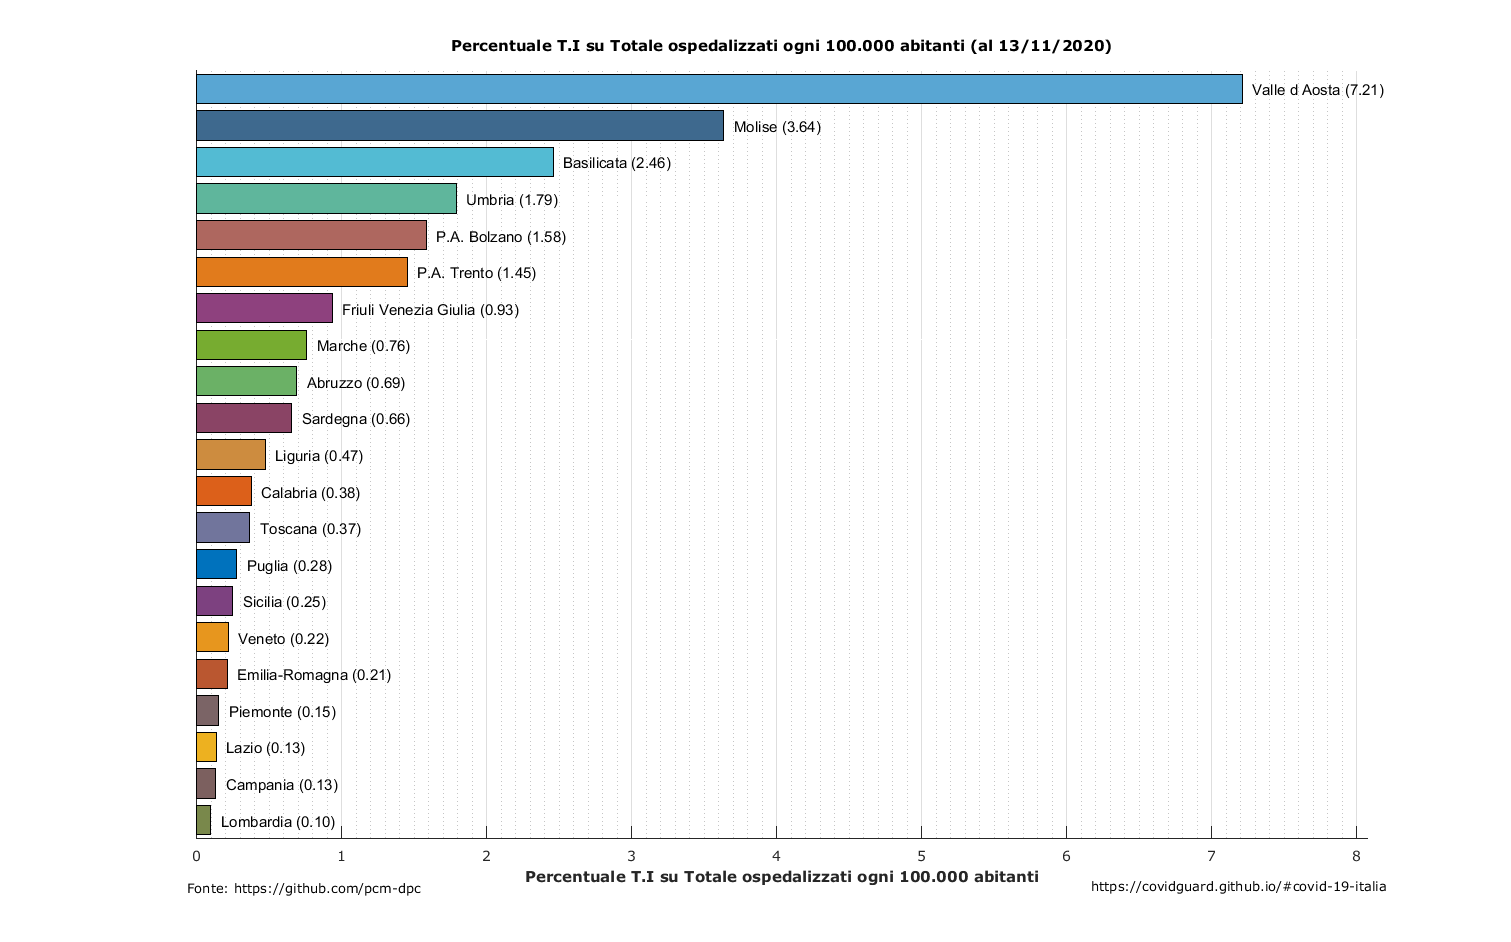 Percentuale T.I su Totale ospedalizzati ogni 100.000 abitanti (al 13/11/2020)
Valle d Aosta (7.21)
Molise (3.64)
Basilicata (2.46)
Umbria (1.79)
P.A. Bolzano (1.58)
P.A. Trento (1.45)
Friuli Venezia Giulia (0.93)
Marche (0.76)
Abruzzo (0.69)
Sardegna (0.66)
Liguria (0.47)
Calabria (0.38)
Toscana (0.37)
Puglia (0.28)
Sicilia (0.25)
Veneto (0.22)
Emilia-Romagna (0.21)
Piemonte (0.15)
Lazio (0.13)
Campania (0.13)
Lombardia (0.10)
0 1 2 3 4 5 6 7 8
Percentuale T.I su Totale ospedalizzati ogni 100.000 abitanti
Fonte: https://github.com/pcm-dpc
https://covidguard.github.io/#covid-19-italia